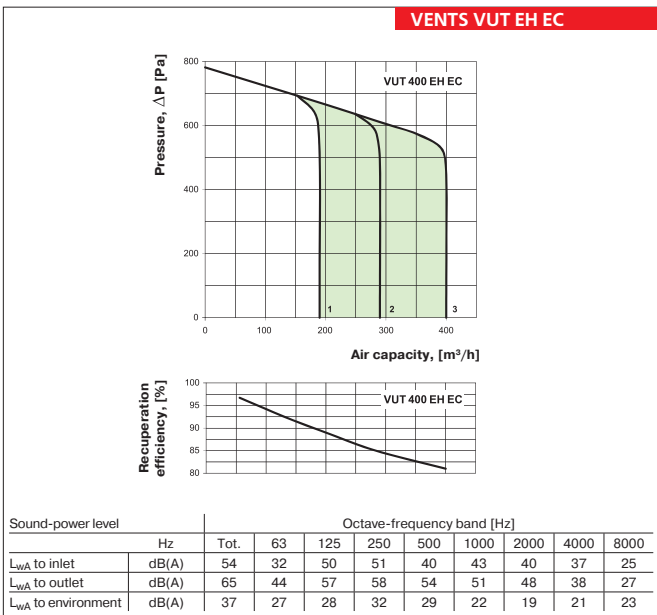 VENTS VUT EH EC
Pressure, ΔP [Pa]
800
600
400
200
0
VUT 400 EH EC
1 2 3
0 100 200 300 400
Air capacity, [m³/h]
Recuperation
efficiency, [%]
100
95
90
85
80
VUT 400 EH EC
Sound-power level Octave-frequency band [Hz]
Hz Tot. 63 125 250 500 1000 2000 4000 8000
LwA to inlet dB(A) 54 32 50 51 40 43 40 37 25
LwA to outlet dB(A) 65 44 57 58 54 51 48 38 27
LwA to environment dB(A) 37 27 28 32 29 22 19 21 23